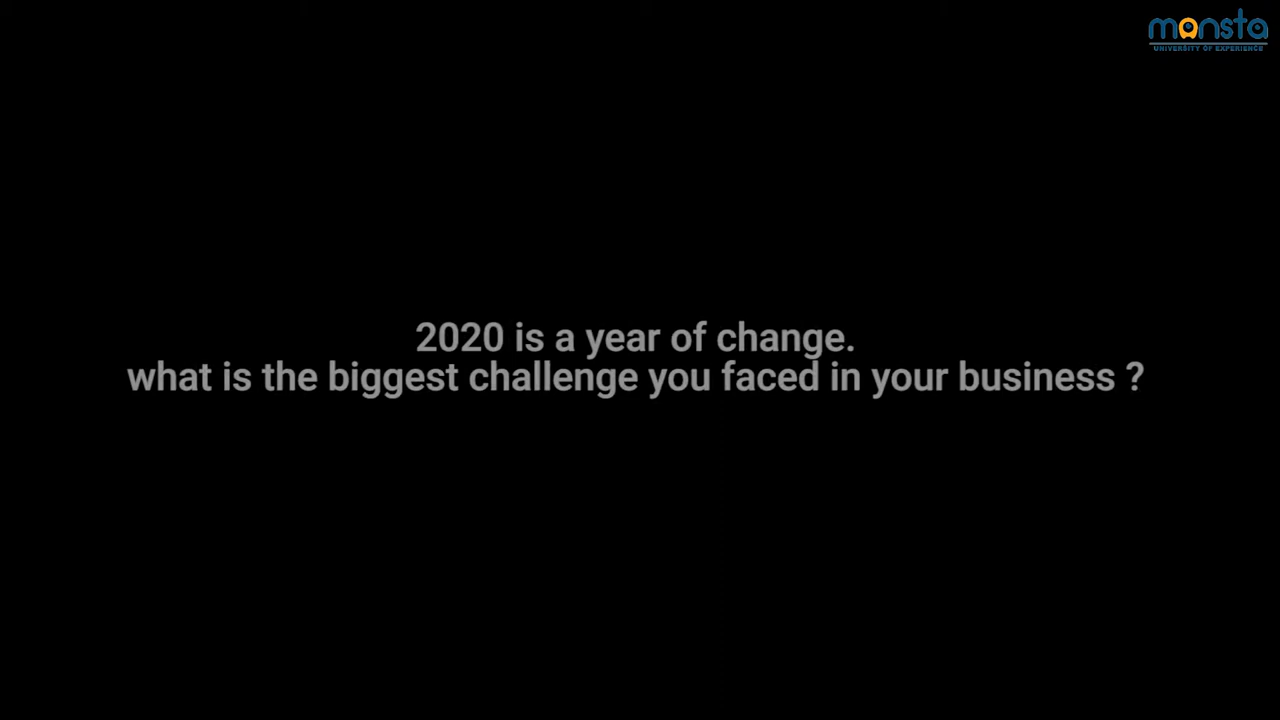 monsta
UNIVERSITY OF EXPERIENCE
2020 is a year of change.
what is the biggest challenge you faced in your business ?